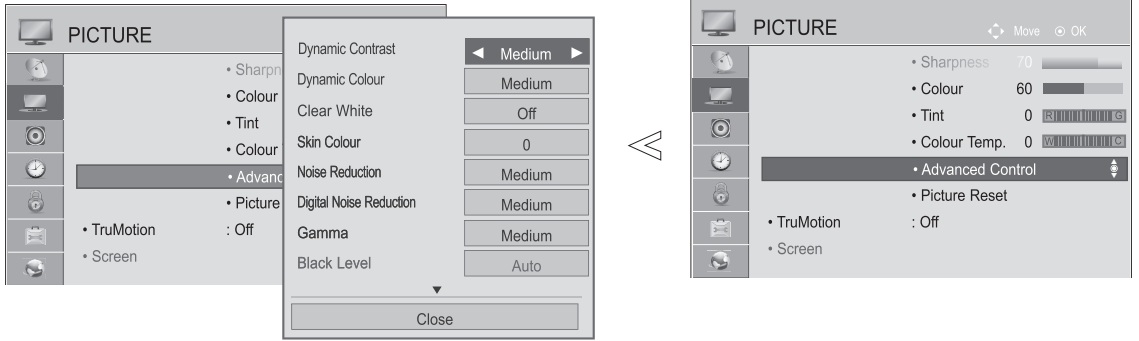 PICTURE
• Sharpn
• Colour
• Tint
• Colour
• Advanc
• Picture
• TruMotion : Off
• Screen
Dynamic Contrast ◀ Medium ▶
Dynamic Colour Medium
Clear White Off
Skin Colour 0
Noise Reduction Medium
Digital Noise Reduction Medium
Gamma Medium
Black Level Auto
▼
Close
PICTURE Move ⊙ OK
• Sharpness 70
• Colour 60
• Tint 0 R G
• Colour Temp. 0 W C
• Advanced Control
• Picture Reset
• TruMotion : Off
• Screen